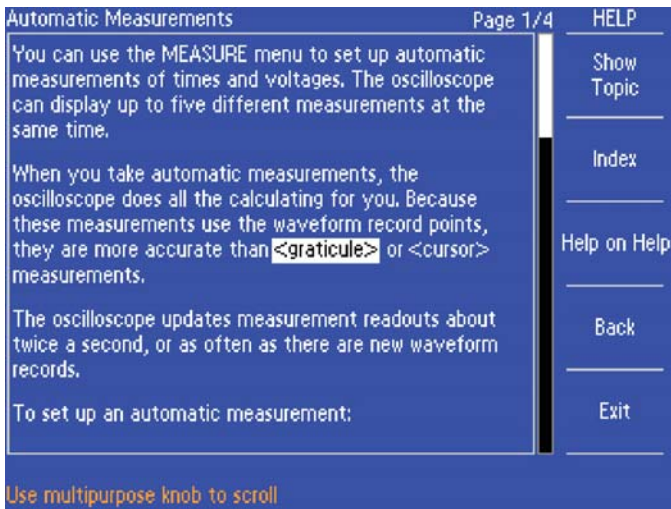 Automatic Measurements Page 1/4 HELP
You can use the MEASURE menu to set up automatic
measurements of times and voltages. The oscilloscope
can display up to five different measurements at the
same time.
When you take automatic measurements, the
oscilloscope does all the calculating for you. Because
these measurements use the waveform record points,
they are more accurate than <graticule> or <cursor>
measurements.
The oscilloscope updates measurement readouts about
twice a second, or as often as there are new waveform
records.
To set up an automatic measurement:
Show
Topic
Index
Help on Help
Back
Exit
Use multipurpose knob to scroll